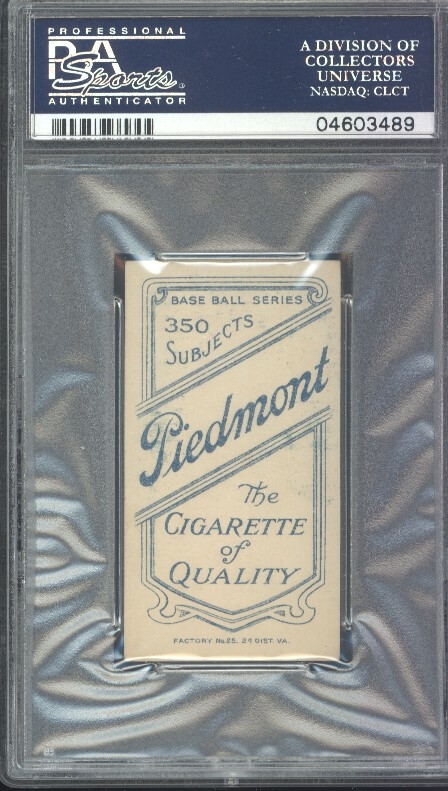 PROFESSIONAL
PSA
Sports
AUTHENTICATOR
A DIVISION OF
COLLECTORS
UNIVERSE
NASDAQ: CLCT
04603489
BASE BALL SERIES
350
SUBJECTS
Piedmont
The
CIGARETTE
of
QUALITY
FACTORY No 25. 2nd DIST. VA.